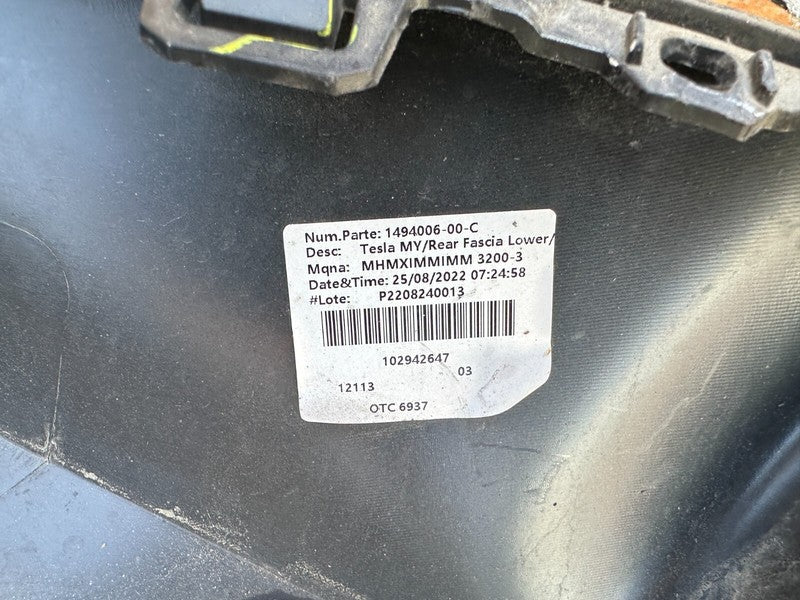 Num.Parte: 1494006-00-C
Desc: Tesla MY/Rear Fascia Lower/
Mqna: MHMXIMMIMM 3200-3
Date&Time: 25/08/2022 07:24:58
#Lote: P2208240013
102942647
12113 03
OTC 6937